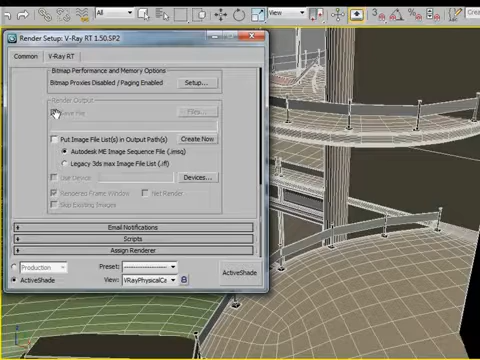 All
View
Create Se
Render Setup: V-Ray RT 1.50.SP2
Common
V-Ray RT
Bitmap Performance and Memory Options
Bitmap Proxies Disabled / Paging Enabled
Setup...
Render Output
Save File
Files...
Put Image File List(s) in Output Path(s)
Create Now
Autodesk ME Image Sequence File (.imsq)
Legacy 3ds max Image File List (.ifl)
Use Device
Devices...
Rendered Frame Window
Net Render
Skip Existing Images
Email Notifications
Scripts
Assign Renderer
Production
Preset:
ActiveShade
View:
VRayPhysicalCa
ActiveShade